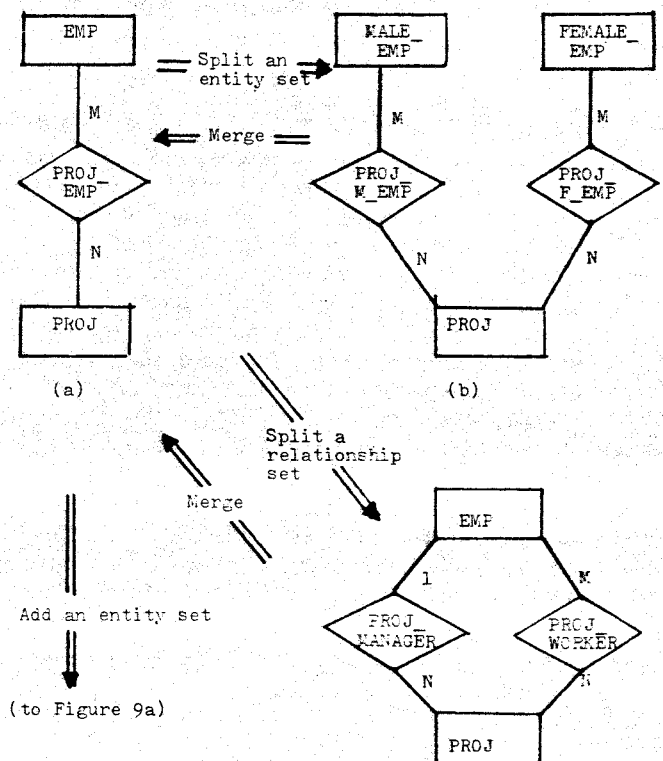 EMP
Split an
entity set
MALE_
EMP
FEMALE_
EMP
M
Merge
M
M
PROJ_
EMP
PROJ_
M_EMP
PROJ_
F_EMP
N
N
N
PROJ
PROJ
(a)
(b)
Split a
relationship
set
Merge
EMP
1
M
Add an entity set
PROJ_
MANAGER
PROJ_
WORKER
N
N
(to Figure 9a)
PROJ